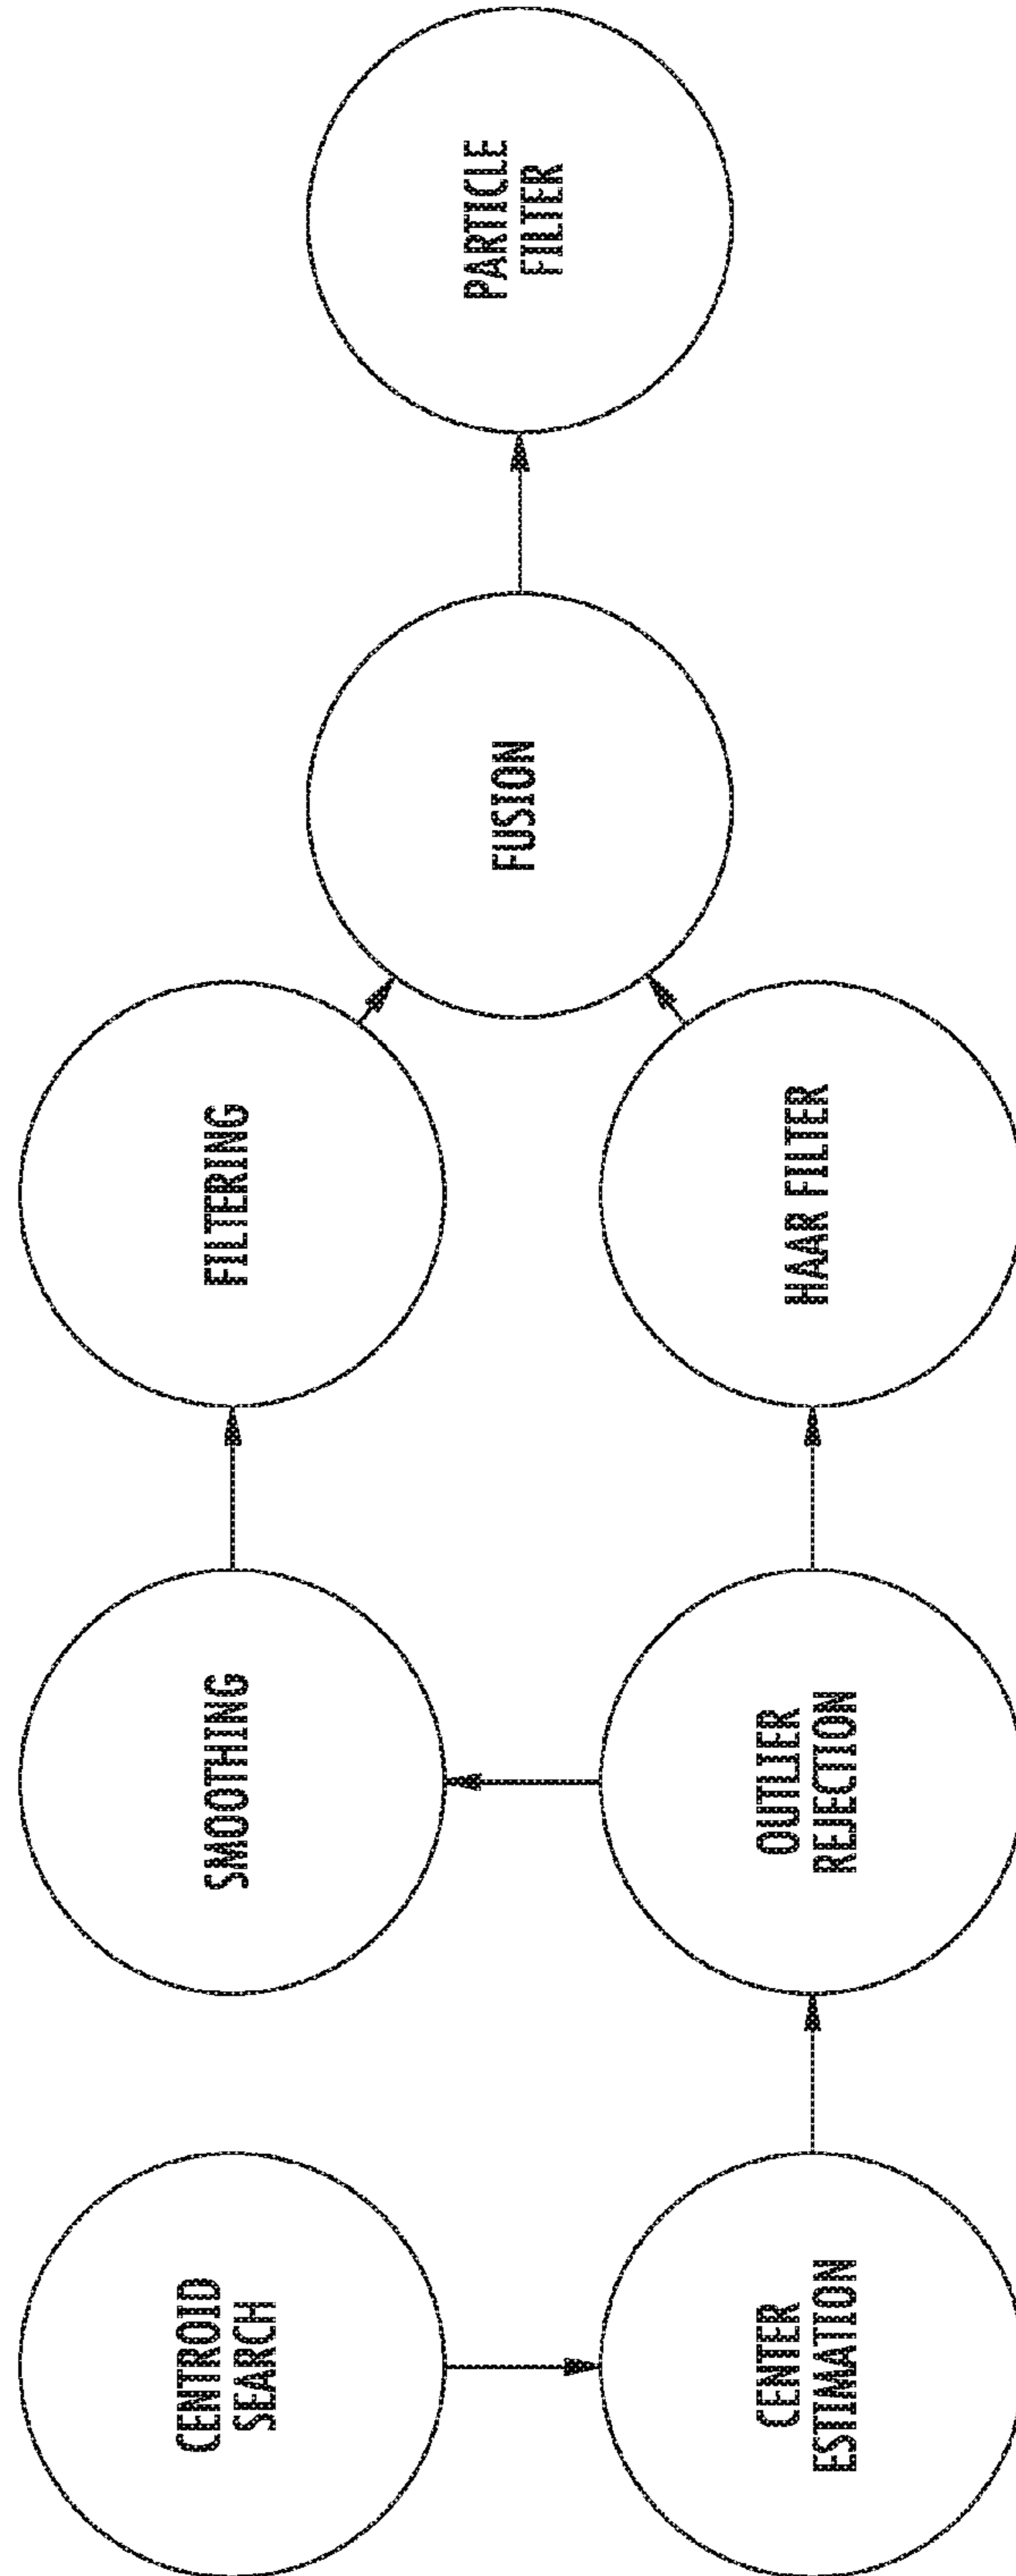 CENTROID
SEARCH
CENTER
ESTIMATION
OUTLIER
REJECTION
SMOOTHING
FILTERING
HAAR FILTER
FUSION
PARTICLE
FILTER